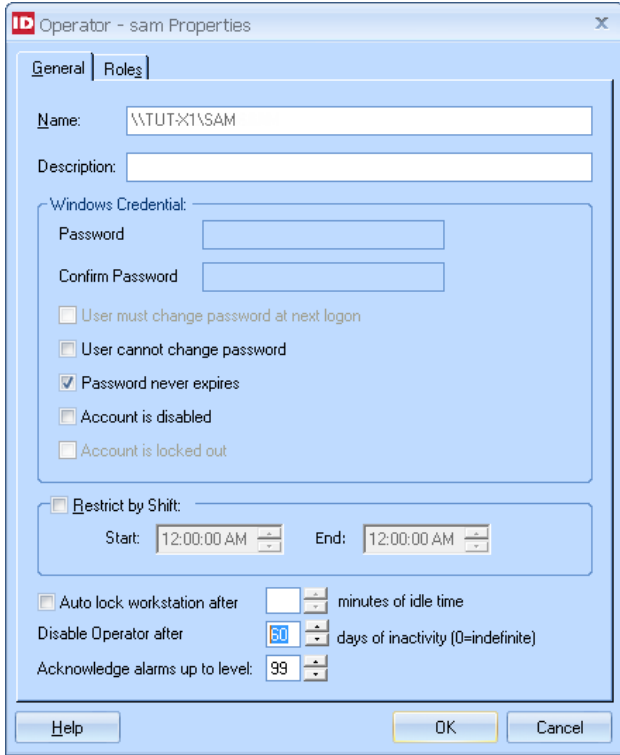 ID Operator - sam Properties x
General Roles
Name: \\TUT-X1\SAM
Description:
Windows Credential:
Password
Confirm Password
User must change password at next logon
User cannot change password
Password never expires
Account is disabled
Account is locked out
Restrict by Shift:
Start: 12:00:00 AM End: 12:00:00 AM
Auto lock workstation after minutes of idle time
Disable Operator after 60 days of inactivity (0=indefinite)
Acknowledge alarms up to level: 99
Help OK Cancel